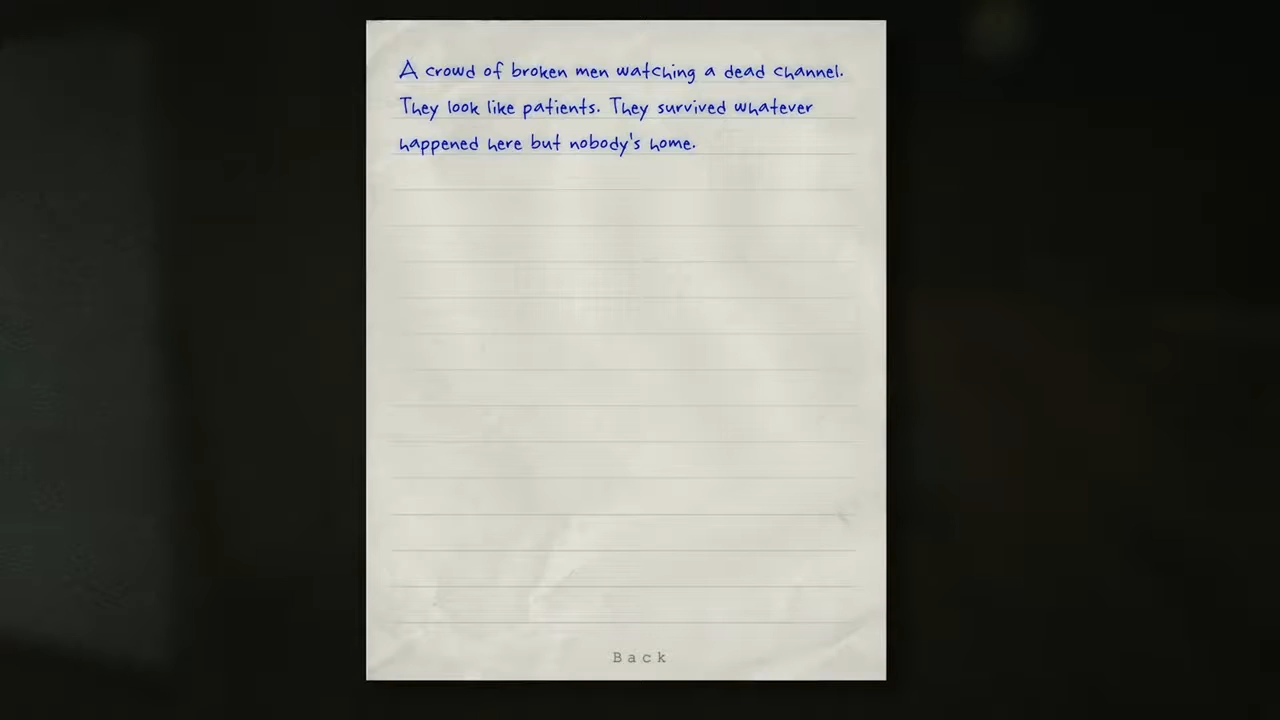 A crowd of broken men watching a dead channel.
They look like patients. They survived whatever
happened here but nobody's home.
Back